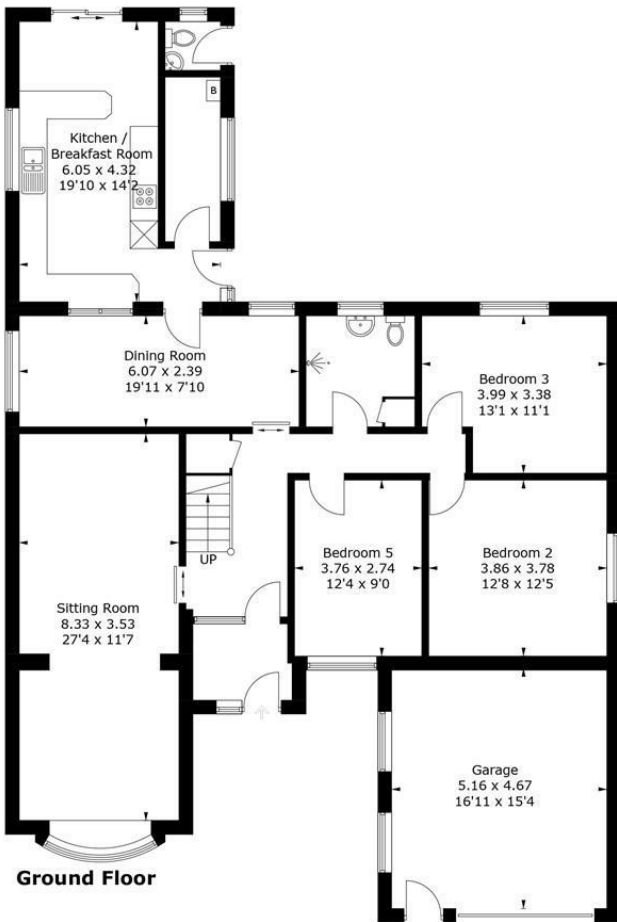 B
Kitchen /
Breakfast Room
6.05 x 4.32
19'10 x 14'2
Dining Room
6.07 x 2.39
19'11 x 7'10
Bedroom 3
3.99 x 3.38
13'1 x 11'1
UP
Bedroom 5
3.76 x 2.74
12'4 x 9'0
Bedroom 2
3.86 x 3.78
12'8 x 12'5
Sitting Room
8.33 x 3.53
27'4 x 11'7
Garage
5.16 x 4.67
16'11 x 15'4
Ground Floor